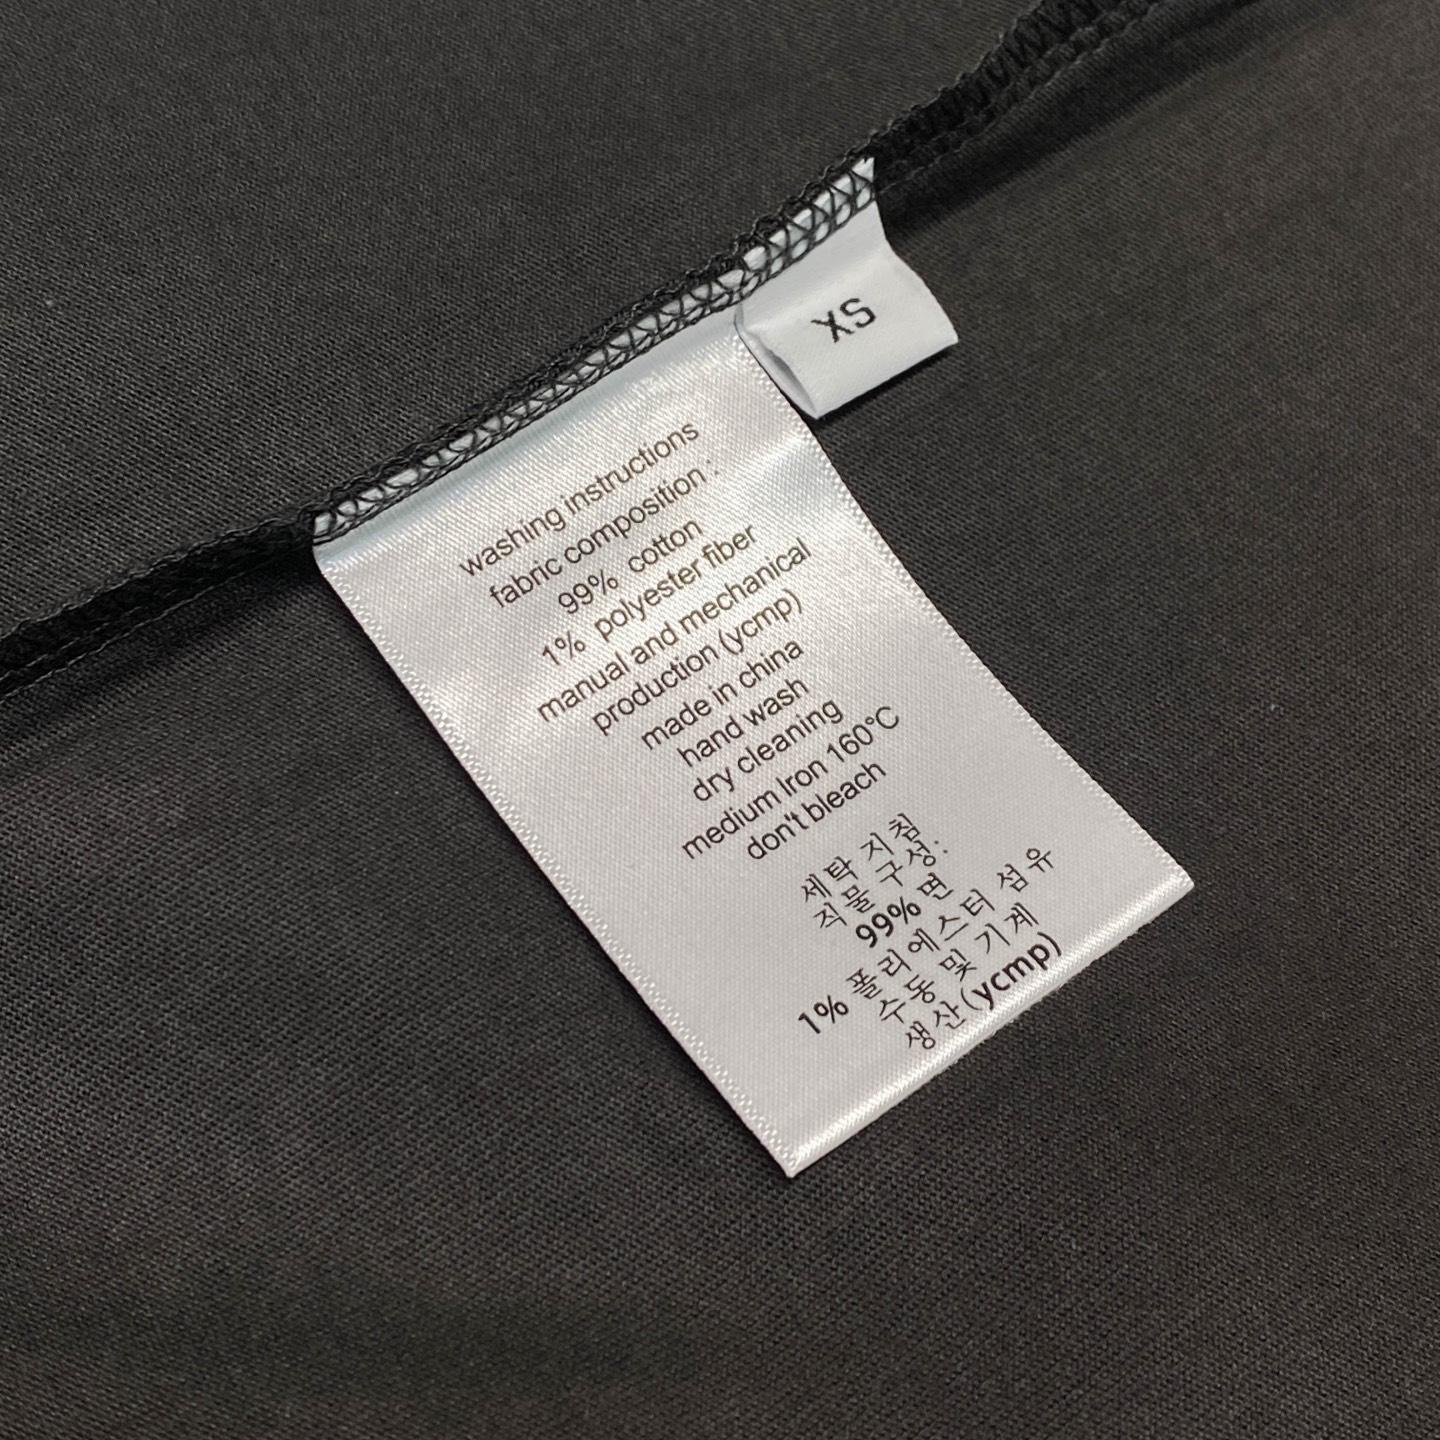 XS
washing instructions
fabric composition :
99% cotton
1% polyester fiber
manual and mechanical
production (ycmp)
made in china
hand wash
dry cleaning
medium Iron 160°C
don't bleach
세탁 지침
직물 구성:
99% 면
1% 폴리에스터 섬유
수동 및 기계
생산(ycmp)